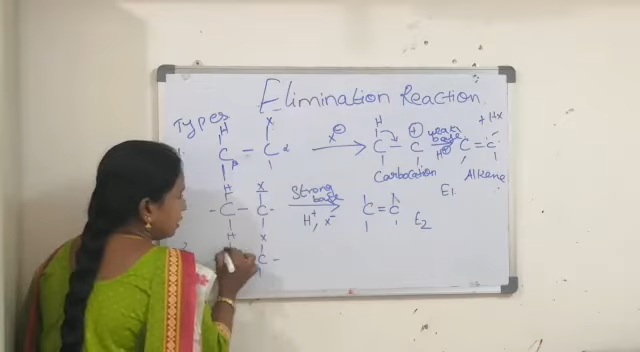 Elimination Reaction
Types
H X H + Hx
C - C α X⊖ → C - C ⊕ weak base H⊕ C = C
β Carbocation Alkene
E1
H X Strong base
- C - C - H+, X- → C = C E2
H X
C -